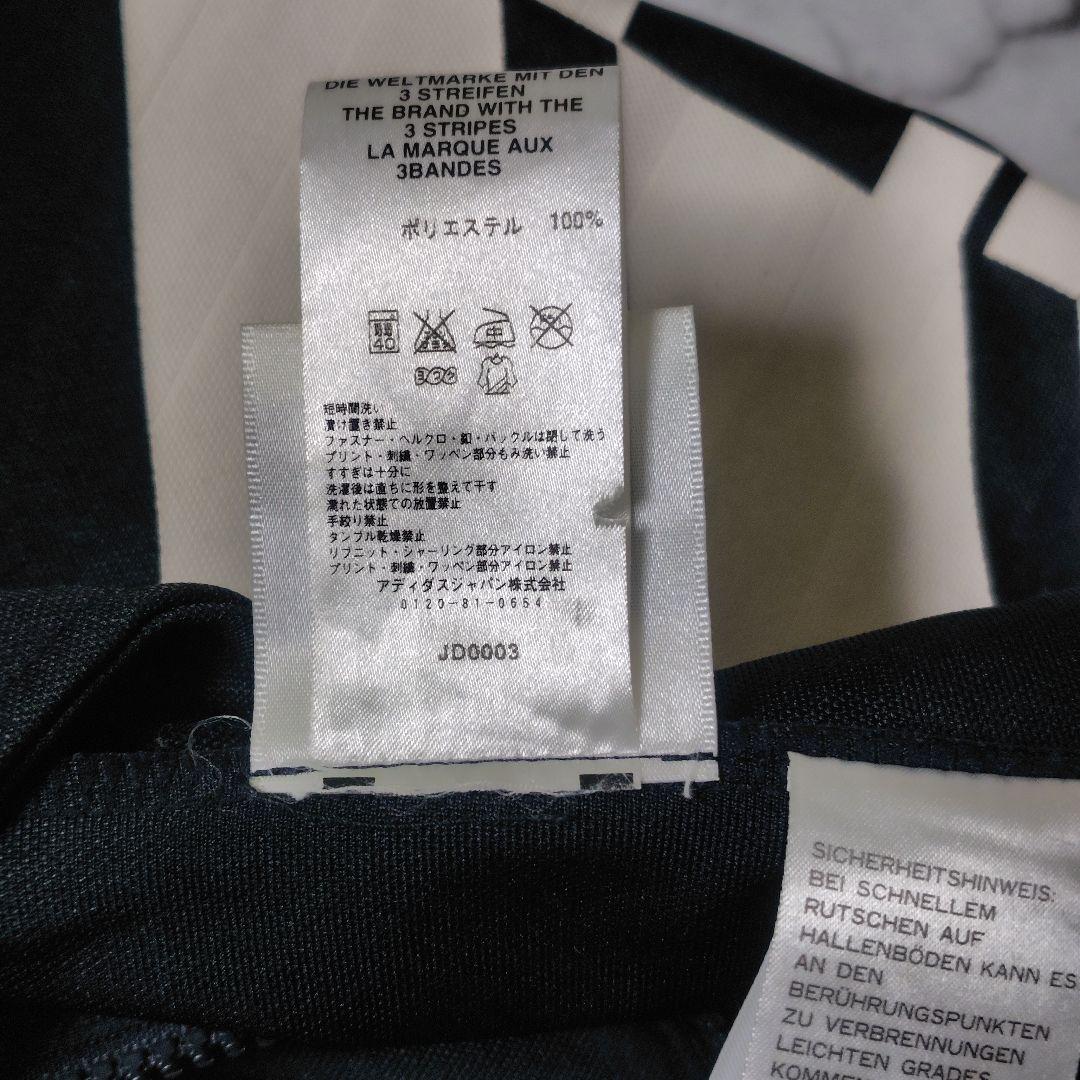 DIE WELTMARKE MIT DEN
3 STREIFEN
THE BRAND WITH THE
3 STRIPES
LA MARQUE AUX
3BANDES
ポリエステル 100%
40
短時間洗い
漬け置き禁止
ファスナー・ベルクロ・釦・バックルは閉じて洗う
プリント・刺繍・ワッペン部分もみ洗い禁止
すすぎは十分に
洗濯後は直ちに形を整えて干す
濡れた状態での放置禁止
手絞り禁止
タンブル乾燥禁止
リブニット・シャーリング部分アイロン禁止
プリント・刺繍・ワッペン部分アイロン禁止
アディダスジャパン株式会社
0120-81-0654
JD0003
SICHERHEITSHINWEIS:
BEI SCHNELLEM
RUTSCHEN AUF
HALLENBÖDEN KANN ES
AN DEN
BERÜHRUNGSPUNKTEN
ZU VERBRENNUNGEN
LEICHTEN GRADES